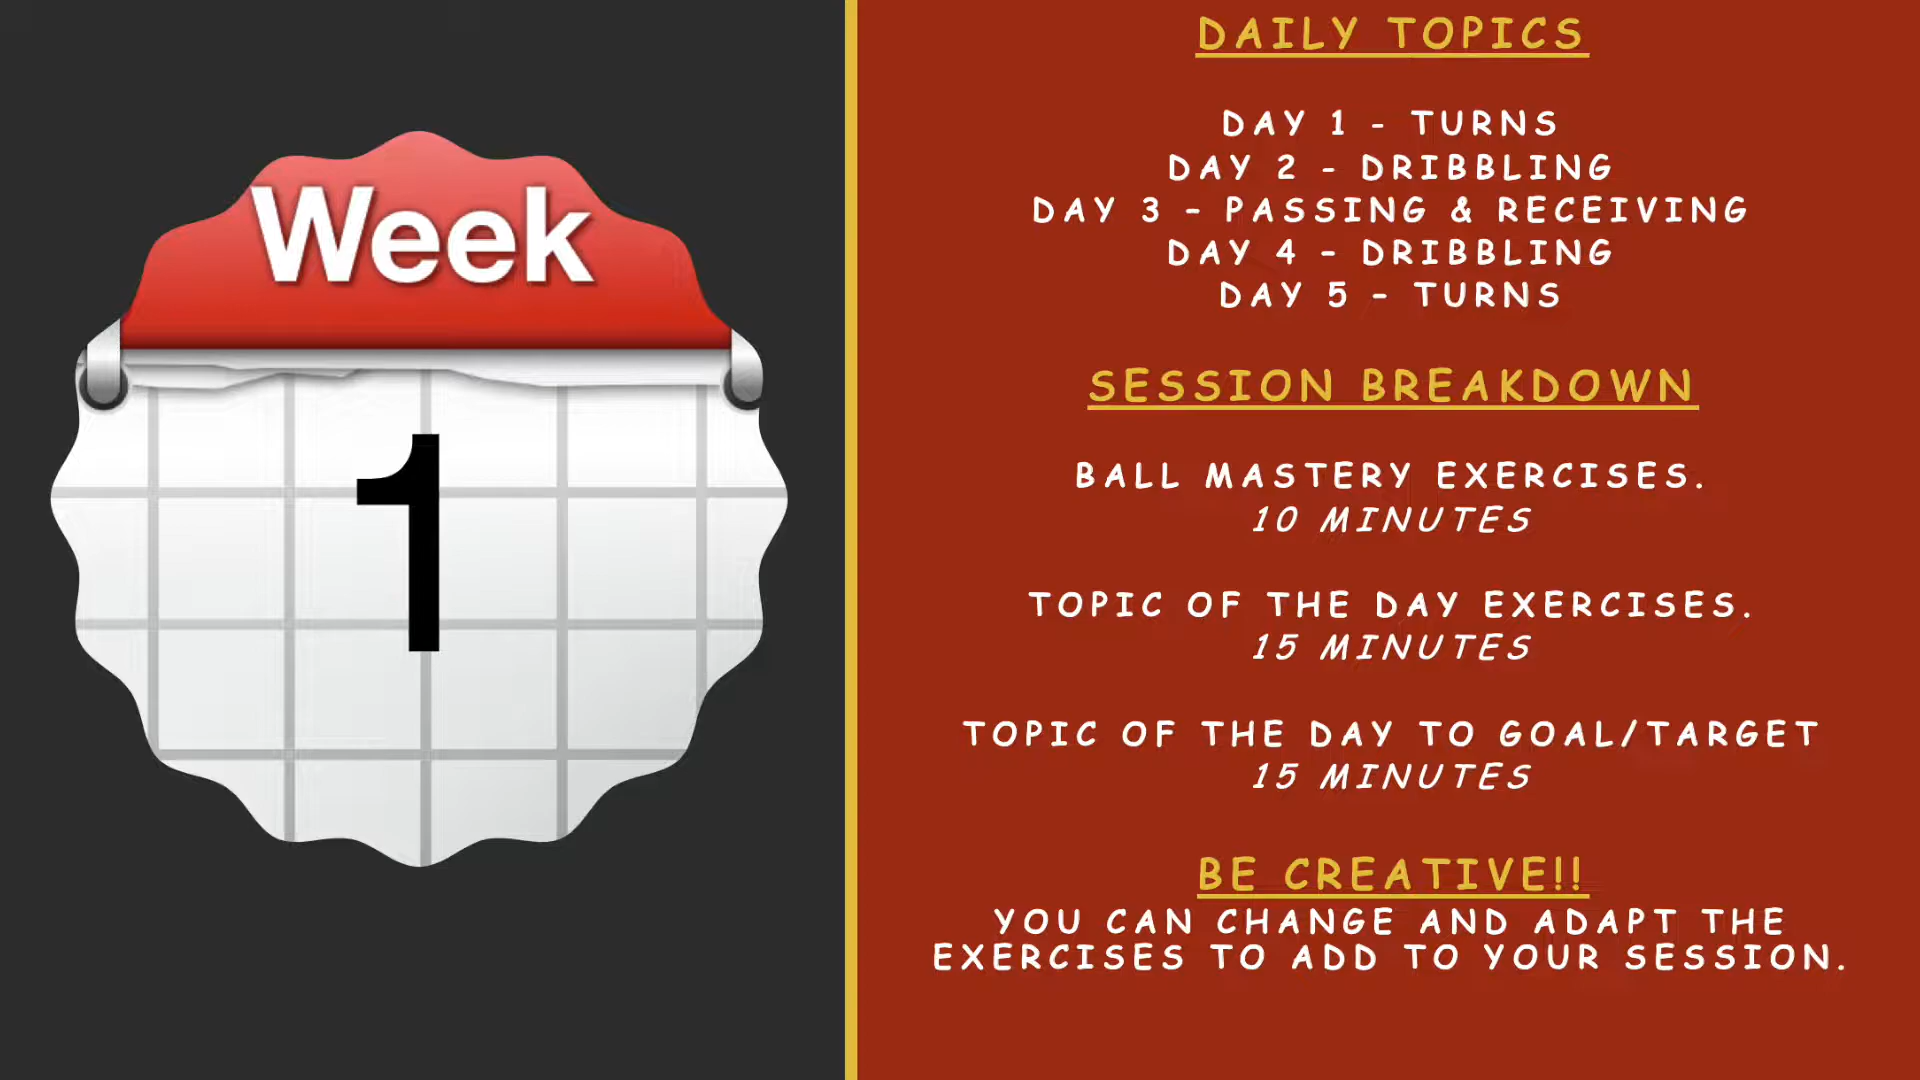 Week
1
DAILY TOPICS
DAY 1 - TURNS
DAY 2 - DRIBBLING
DAY 3 - PASSING & RECEIVING
DAY 4 - DRIBBLING
DAY 5 - TURNS
SESSION BREAKDOWN
BALL MASTERY EXERCISES.
10 MINUTES
TOPIC OF THE DAY EXERCISES.
15 MINUTES
TOPIC OF THE DAY TO GOAL/TARGET
15 MINUTES
BE CREATIVE!!
YOU CAN CHANGE AND ADAPT THE
EXERCISES TO ADD TO YOUR SESSION.